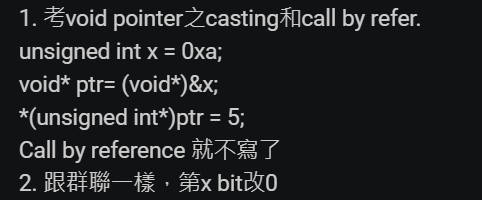 1. 考void pointer之casting和call by refer.
unsigned int x = 0xa;
void* ptr= (void*)&x;
*(unsigned int*)ptr = 5;
Call by reference 就不寫了
2. 跟群聯一樣，第x bit改0